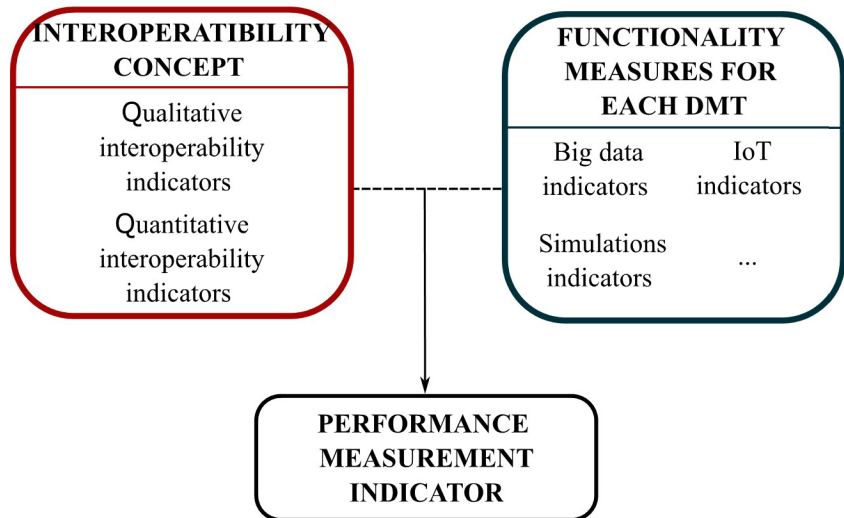 INTEROPERATIBILITY
CONCEPT
Qualitative
interoperability
indicators
Quantitative
interoperability
indicators
FUNCTIONALITY
MEASURES FOR
EACH DMT
Big data
indicators
IoT
indicators
Simulations
indicators
...
PERFORMANCE
MEASUREMENT
INDICATOR